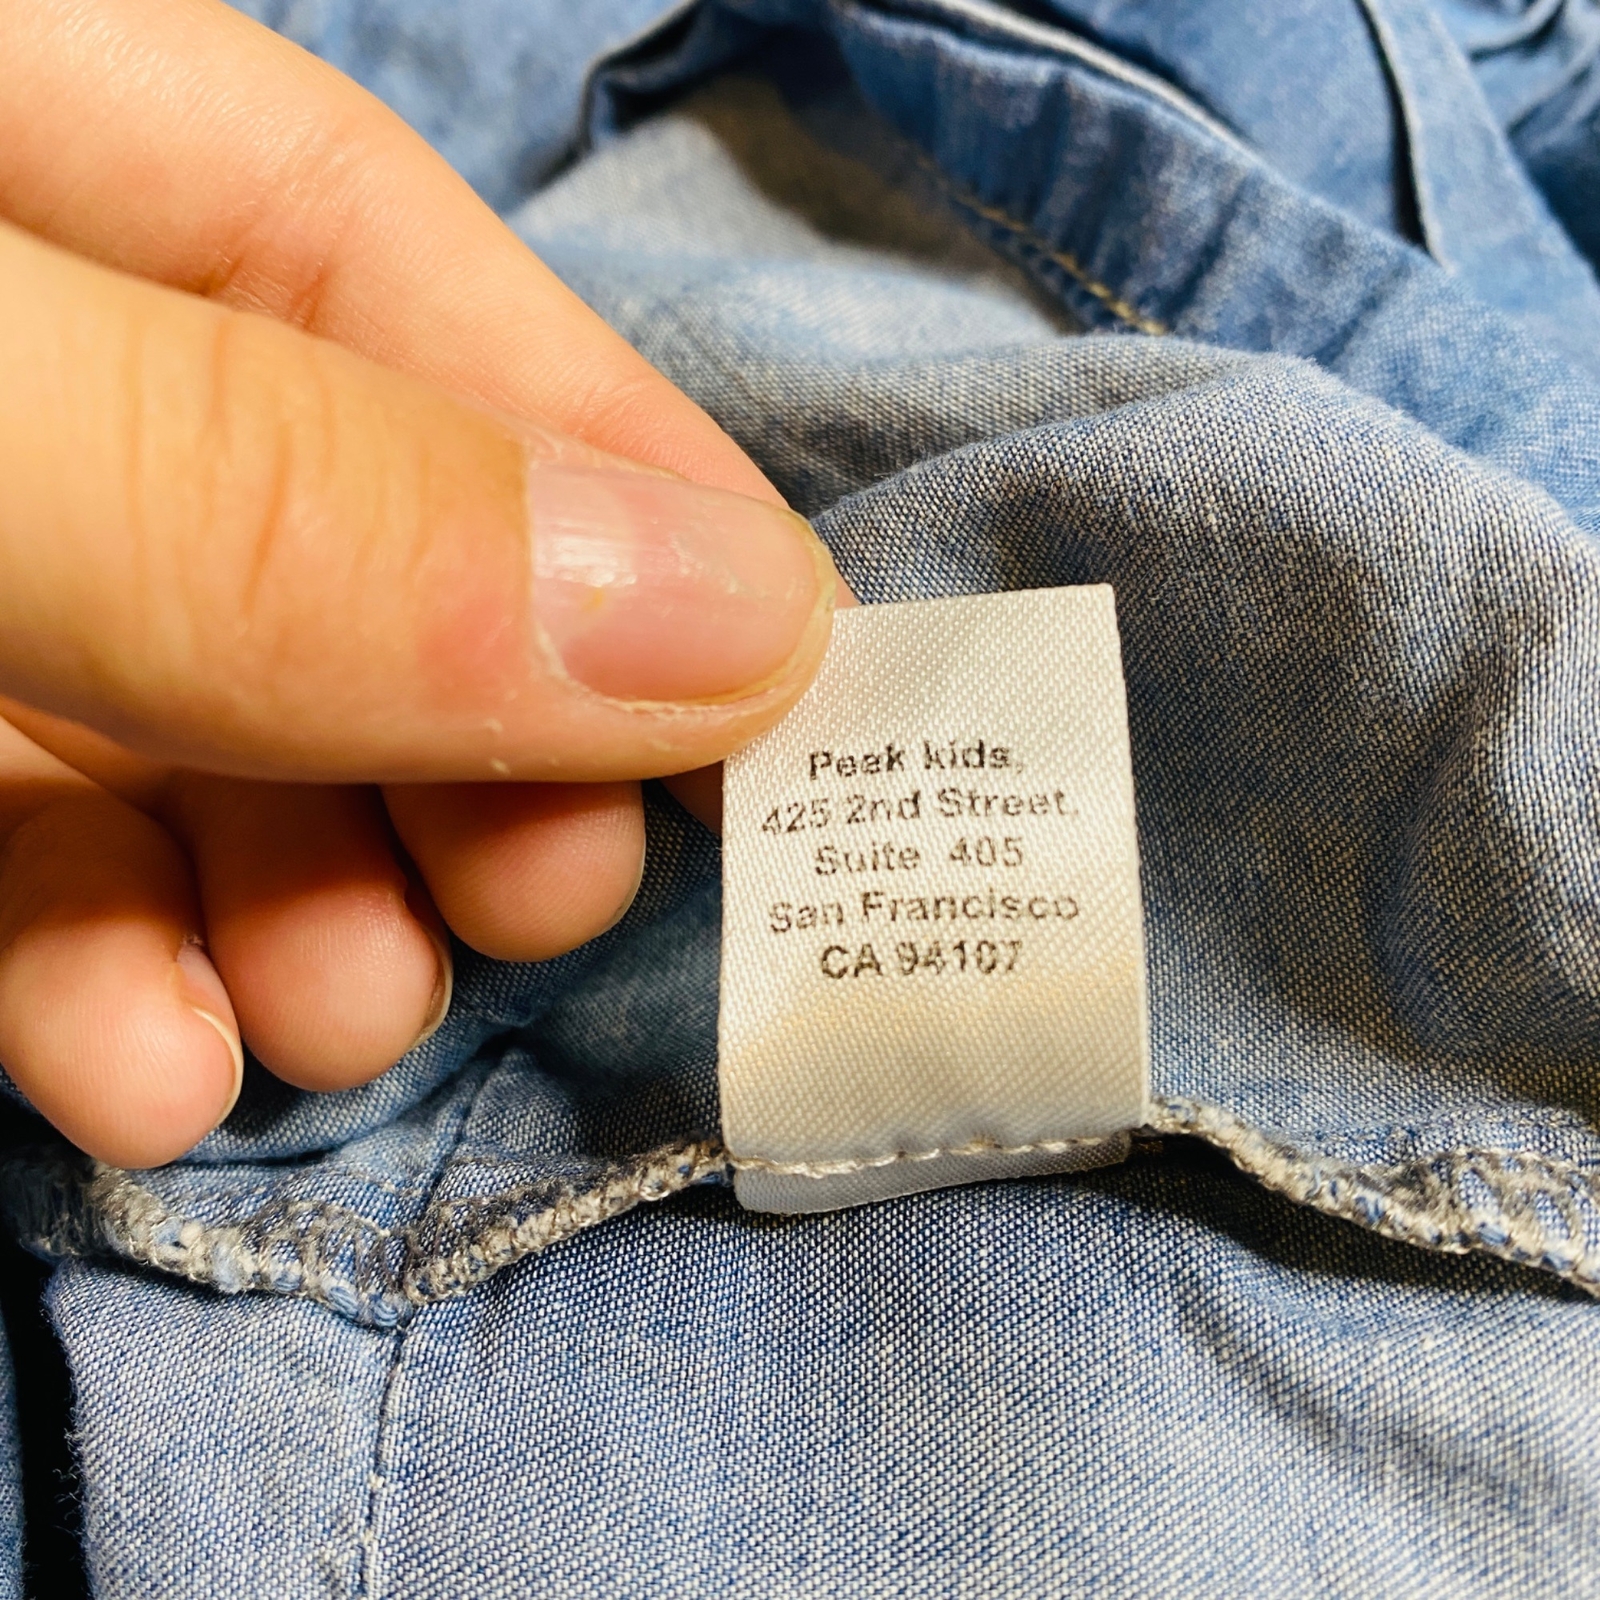 Peek kids,
425 2nd Street,
Suite 405
San Francisco
CA 94107